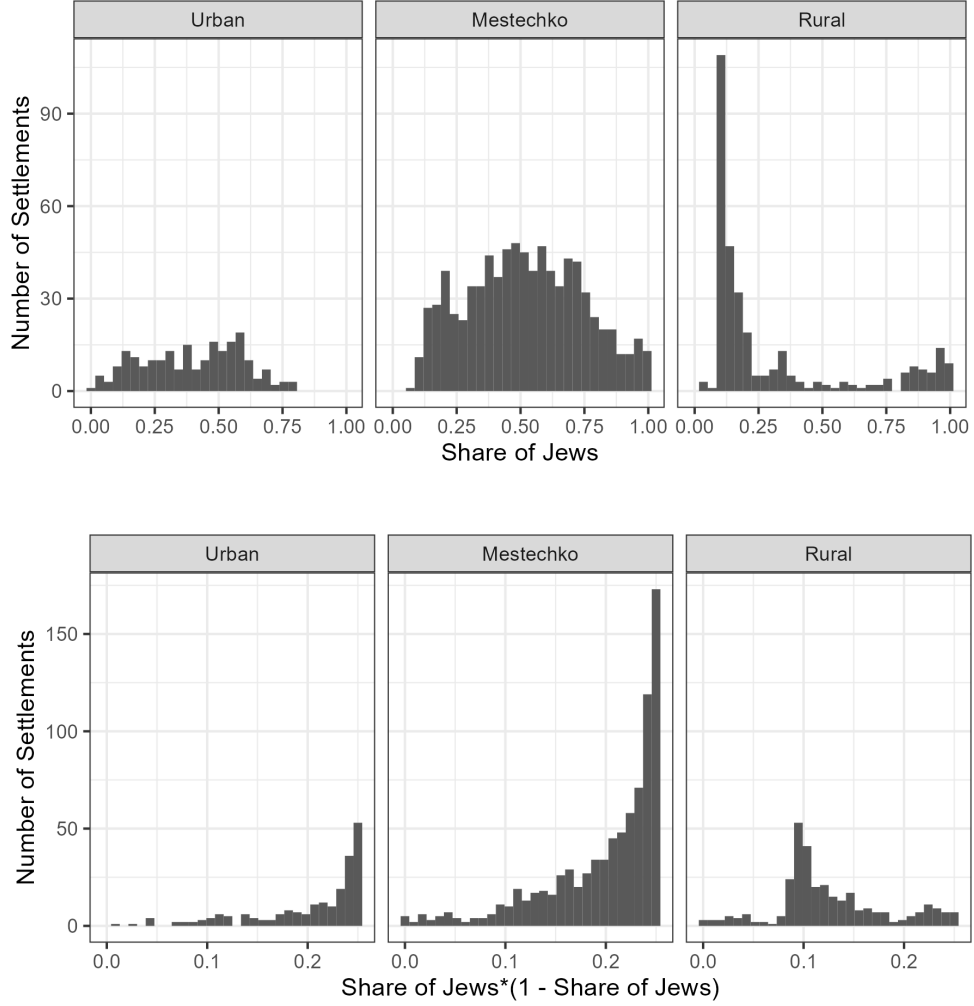 Urban Mestechko Rural
Number of Settlements
90
60
30
0
0.00 0.25 0.50 0.75 1.00 0.00 0.25 0.50 0.75 1.00 0.00 0.25 0.50 0.75 1.00
Share of Jews
Urban Mestechko Rural
Number of Settlements
150
100
50
0
0.0 0.1 0.2 0.0 0.1 0.2 0.0 0.1 0.2
Share of Jews*(1 - Share of Jews)